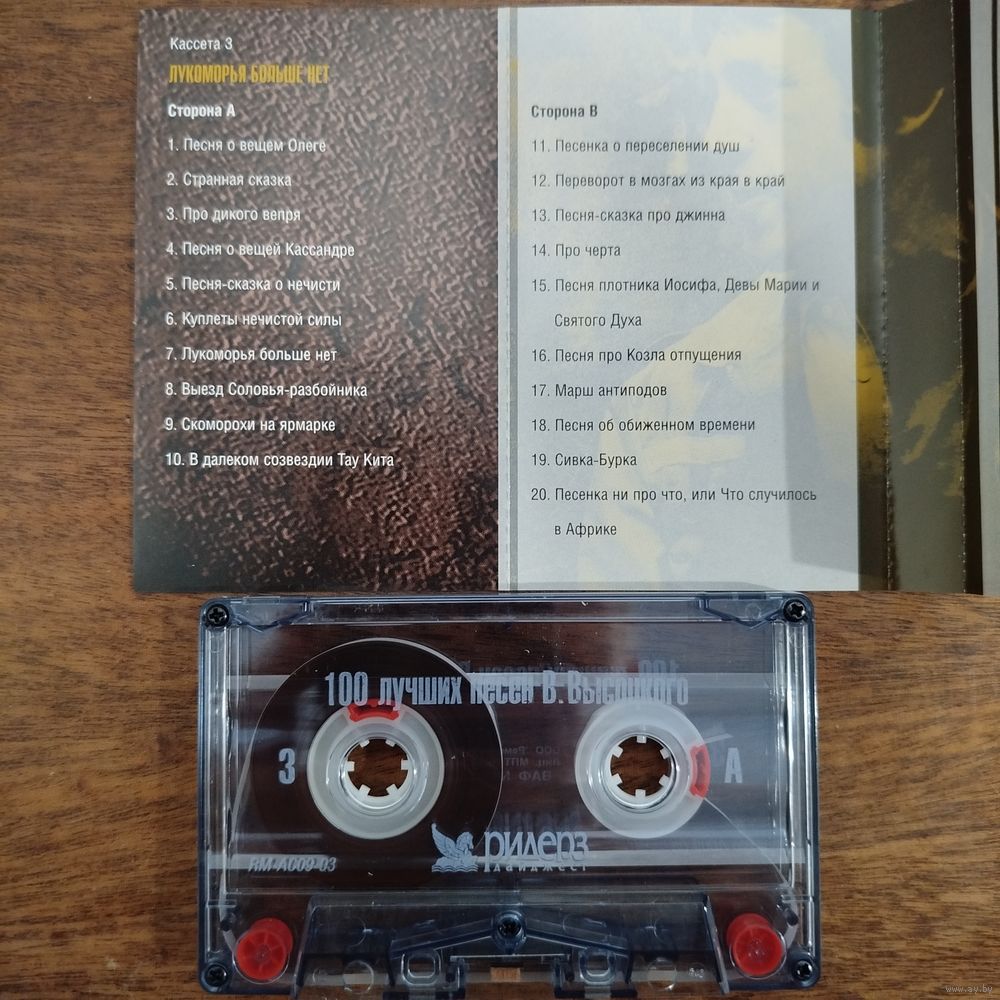 Кассета 3
ЛУКОМОРЬЯ БОЛЬШЕ НЕТ
Сторона А
1. Песня о вещем Олеге
2. Странная сказка
3. Про дикого вепря
4. Песня о вещей Кассандре
5. Песня-сказка о нечисти
6. Куплеты нечистой силы
7. Лукоморья больше нет
8. Выезд Соловья-разбойника
9. Скоморохи на ярмарке
10. В далеком созвездии Тау Кита
Сторона В
11. Песенка о переселении душ
12. Переворот в мозгах из края в край
13. Песня-сказка про джинна
14. Про черта
15. Песня плотника Иосифа, Девы Марии и
Святого Духа
16. Песня про Козла отпущения
17. Марш антиподов
18. Песня об обиженном времени
19. Сивка-Бурка
20. Песенка ни про что, или Что случилось
в Африке
100 лучших песен В. Высоцкого
3
А
РИДЕРЗ
ДАЙДЖЕСТ
RM-A009-03
www.ay.by